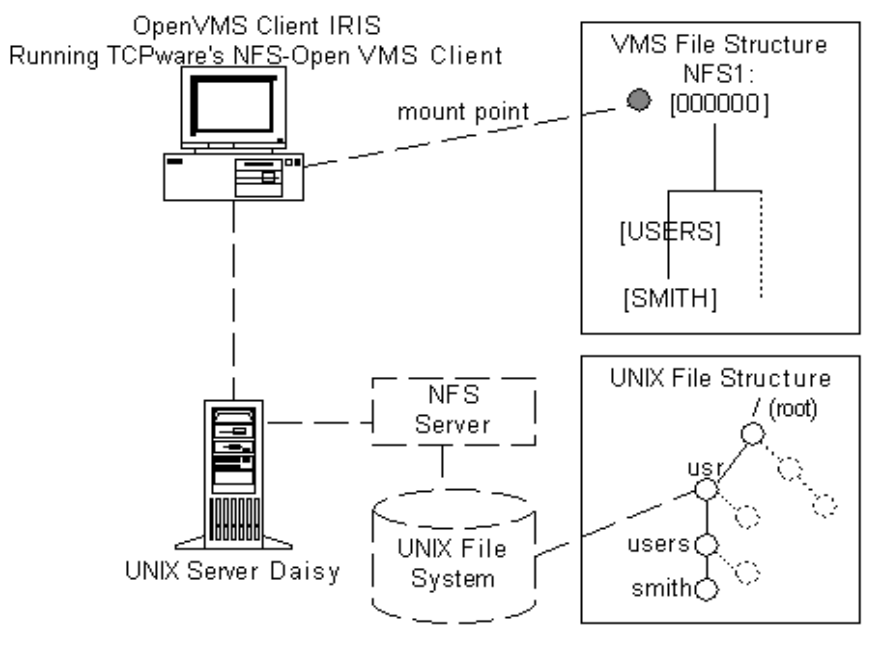 OpenVMS Client IRIS
Running TCPware's NFS-Open VMS Client
mount point
VMS File Structure
NFS1:
[000000]
[USERS]
[SMITH]
NFS
Server
UNIX File
System
UNIX Server Daisy
UNIX File Structure
/ (root)
usr
users
smith